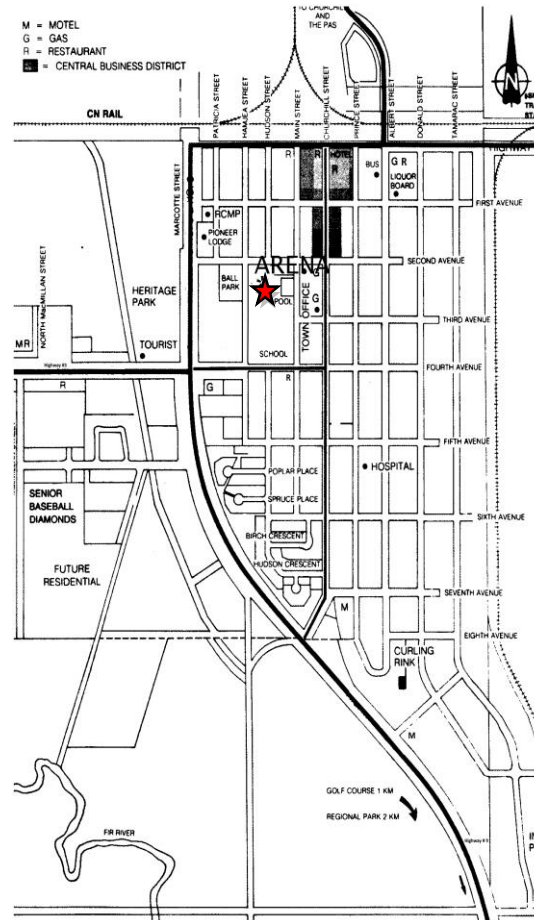 TO CHURCHILL
AND THE
THE PAS
M = MOTEL
G = GAS
R = RESTAURANT
= CENTRAL BUSINESS DISTRICT
N
CN RAIL
PATRICIA STREET
HUDSON STREET
MAIN STREET
CHURCHILL STREET
PRINCE STREET
ALBERT STREET
DONALD STREET
TAMARAC STREET
HIGHWAY
MARCOTTE STREET
R
R
HOTEL
R
BUS
G R
LIQUOR
BOARD
FIRST AVENUE
RCMP
PIONEER
LODGE
SECOND AVENUE
ARENA
BALL
PARK
POOL
G
G
TOWN OFFICE
HERITAGE
PARK
NORTH MacMILLAN STREET
THIRD AVENUE
MR
TOURIST
SCHOOL
FOURTH AVENUE
R
G
R
FIFTH AVENUE
POPLAR PLACE
HOSPITAL
SENIOR
BASEBALL
DIAMONDS
SPRUCE PLACE
SIXTH AVENUE
BIRCH CRESCENT
FUTURE
RESIDENTIAL
HUDSON CRESCENT
SEVENTH AVENUE
M
EIGHTH AVENUE
CURLING
RINK
M
GOLF COURSE 1 KM
REGIONAL PARK 2 KM
FIR RIVER